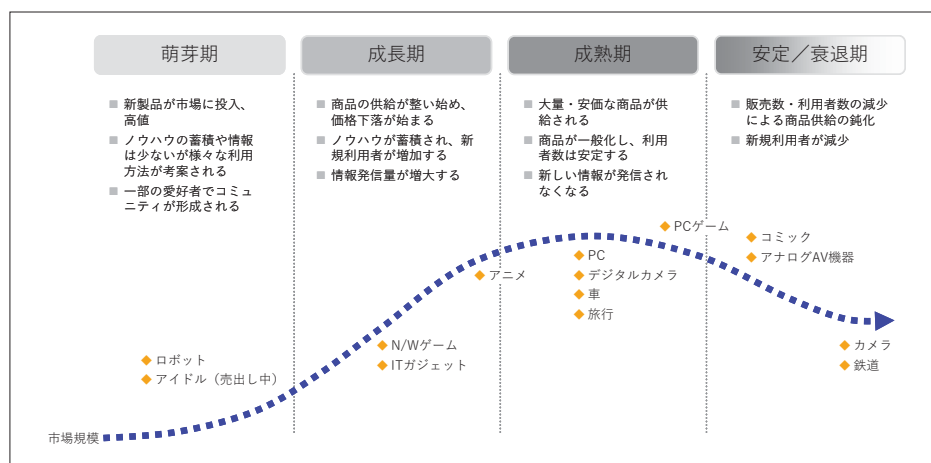 萌芽期
成長期
成熟期
安定／衰退期
■ 新製品が市場に投入、
高値
■ ノウハウの蓄積や情報
は少ないが様々な利用
方法が考案される
■ 一部の愛好者でコミュ
ニティが形成される
■ 商品の供給が整い始め、
価格下落が始まる
■ ノウハウが蓄積され、新
規利用者が増加する
■ 情報発信量が増大する
■ 大量・安価な商品が供
給される
■ 商品が一般化し、利用
者数は安定する
■ 新しい情報が発信され
なくなる
■ 販売数・利用者数の減少
による商品供給の鈍化
■ 新規利用者が減少
◆ ロボット
◆ アイドル（売出し中）
◆ N/Wゲーム
◆ ITガジェット
◆ アニメ
◆ PC
◆ デジタルカメラ
◆ 車
◆ 旅行
◆ PCゲーム
◆ コミック
◆ アナログAV機器
◆ カメラ
◆ 鉄道
市場規模